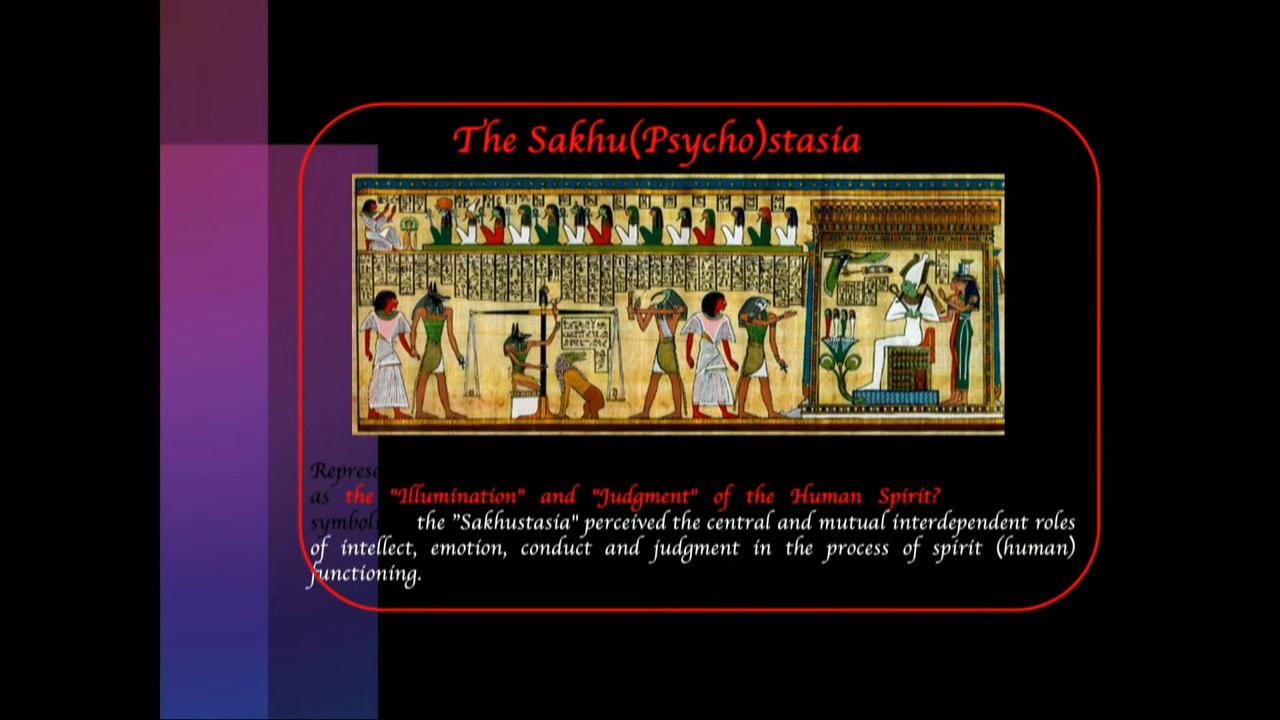 The Sakhu(Psycho)stasia
Represe
as the "Illumination" and "Judgment" of the Human Spirit?
symboli the "Sakhustasia" perceived the central and mutual interdependent roles
of intellect, emotion, conduct and judgment in the process of spirit (human)
functioning.